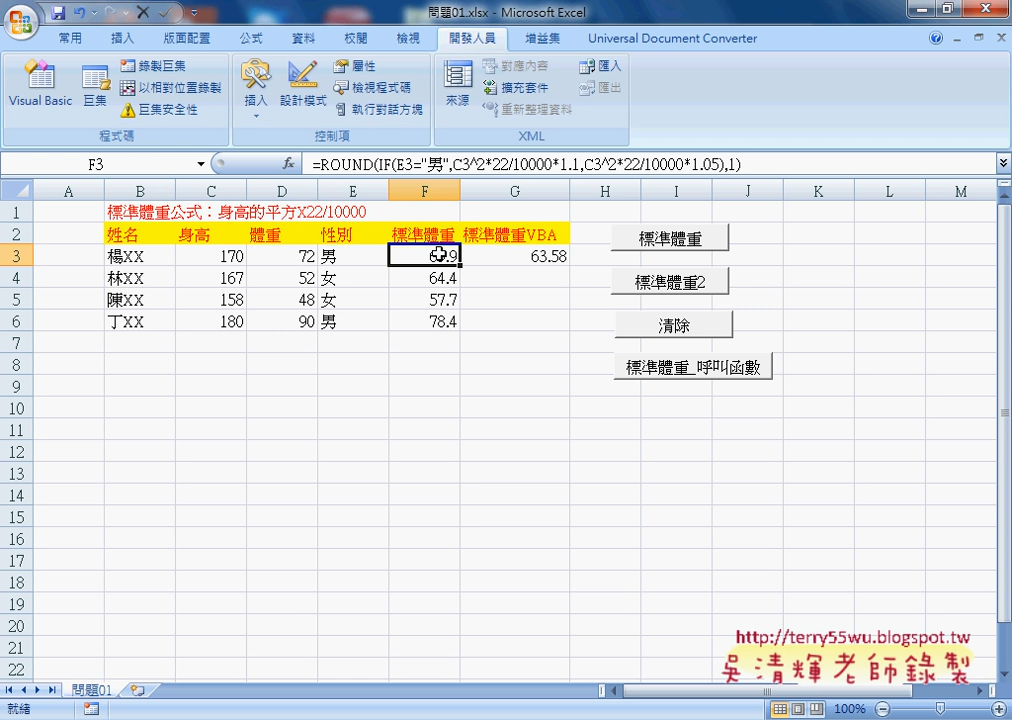 問題01.xlsx - Microsoft Excel
常用 插入 版面配置 公式 資料 校閱 檢視 開發人員 增益集 Universal Document Converter
Visual Basic 巨集 錄製巨集 以相對位置錄製 巨集安全性 程式碼
插入 設計模式 屬性 檢視程式碼 執行對話方塊 控制項
來源 對應內容 擴充套件 重新整理資料 匯入 匯出 XML
F3 fx =ROUND(IF(E3="男",C3^2*22/10000*1.1,C3^2*22/10000*1.05),1)
A B C D E F G H I J K L M
1 標準體重公式：身高的平方X22/10000
2 姓名 身高 體重 性別 標準體重 標準體重VBA 標準體重
3 楊XX 170 72 男 63.58
4 林XX 167 52 女 64.4 標準體重2
5 陳XX 158 48 女 57.7
6 丁XX 180 90 男 78.4 清除
7
8 標準體重_呼叫函數
9
10
11
12
13
14
15
16
17
18
19
20
21
22
http://terry55wu.blogspot.tw
吳清輝老師錄製
問題01
就緒 100%